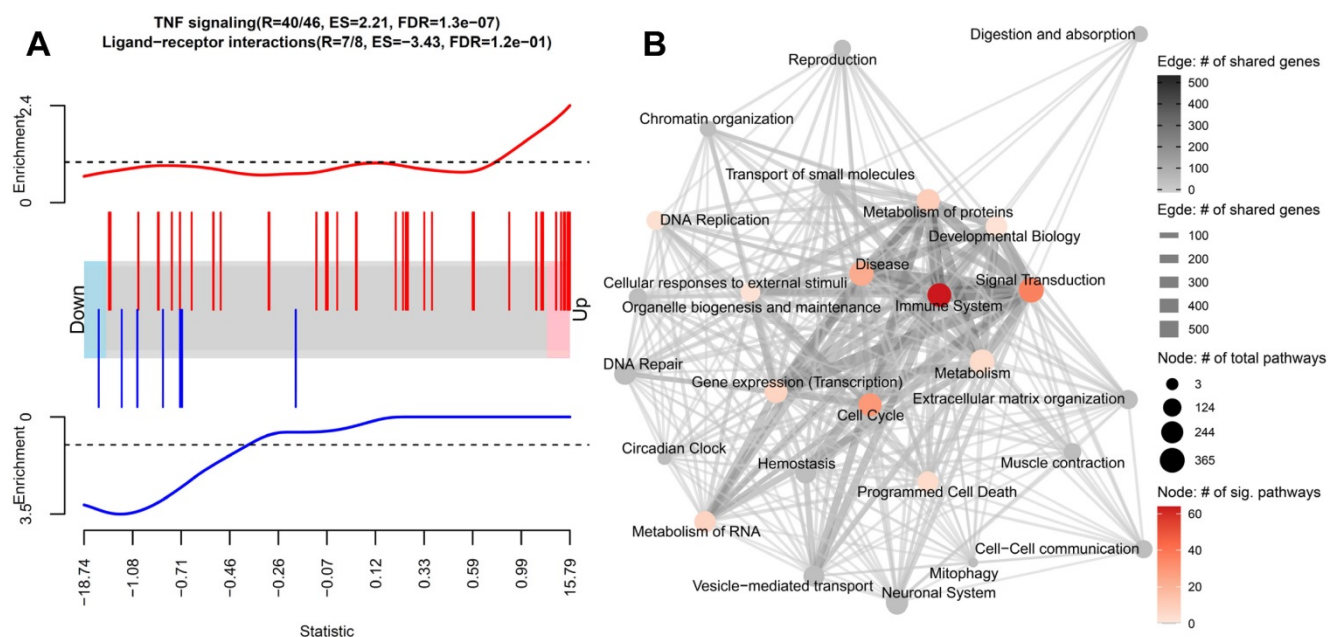 TNF signaling(R=40/46, ES=2.21, FDR=1.3e−07)
Ligand−receptor interactions(R=7/8, ES=−3.43, FDR=1.2e−01)
A
Enrichment
2.4
0
Down
Up
Enrichment
0
3.5
−18.74
−1.08
−0.71
−0.46
−0.26
−0.07
0.12
0.33
0.59
0.99
15.79
Statistic
B
Digestion and absorption
Reproduction
Chromatin organization
Transport of small molecules
Metabolism of proteins
DNA Replication
Developmental Biology
Disease
Cellular responses to external stimuli
Signal Transduction
Organelle biogenesis and maintenance
Immune System
DNA Repair
Metabolism
Gene expression (Transcription)
Extracellular matrix organization
Cell Cycle
Circadian Clock
Hemostasis
Muscle contraction
Programmed Cell Death
Metabolism of RNA
Cell−Cell communication
Mitophagy
Vesicle−mediated transport
Neuronal System
Edge: # of shared genes
500
400
300
200
100
0
Egde: # of shared genes
100
200
300
400
500
Node: # of total pathways
3
124
244
365
Node: # of sig. pathways
60
40
20
0